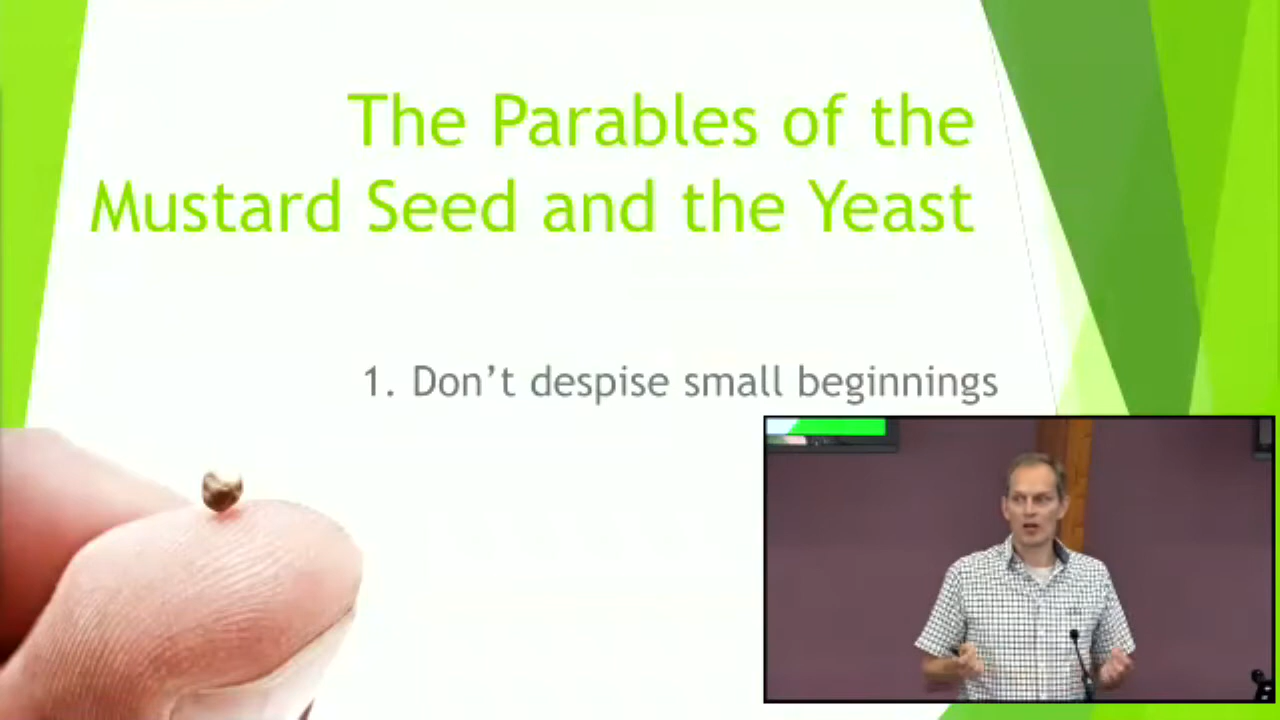 The Parables of the
Mustard Seed and the Yeast
1. Don’t despise small beginnings